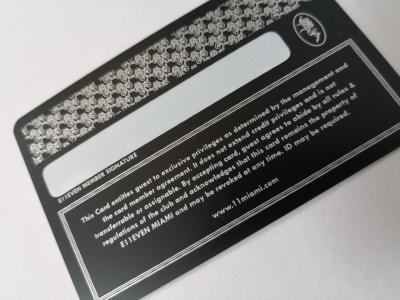 E11EVEN MEMBER SIGNATURE
This Card entitles guest to exclusive privileges as determined by the management and
the card member agreement. It does not extend credit privileges and is not
transferrable or assignable. By accepting card, guest agrees to abide by all rules &
regulations of the club and acknowledges that this card remains the property of
E11EVEN MIAMI and may be revoked at any time. ID may be required.
www.11miami.com